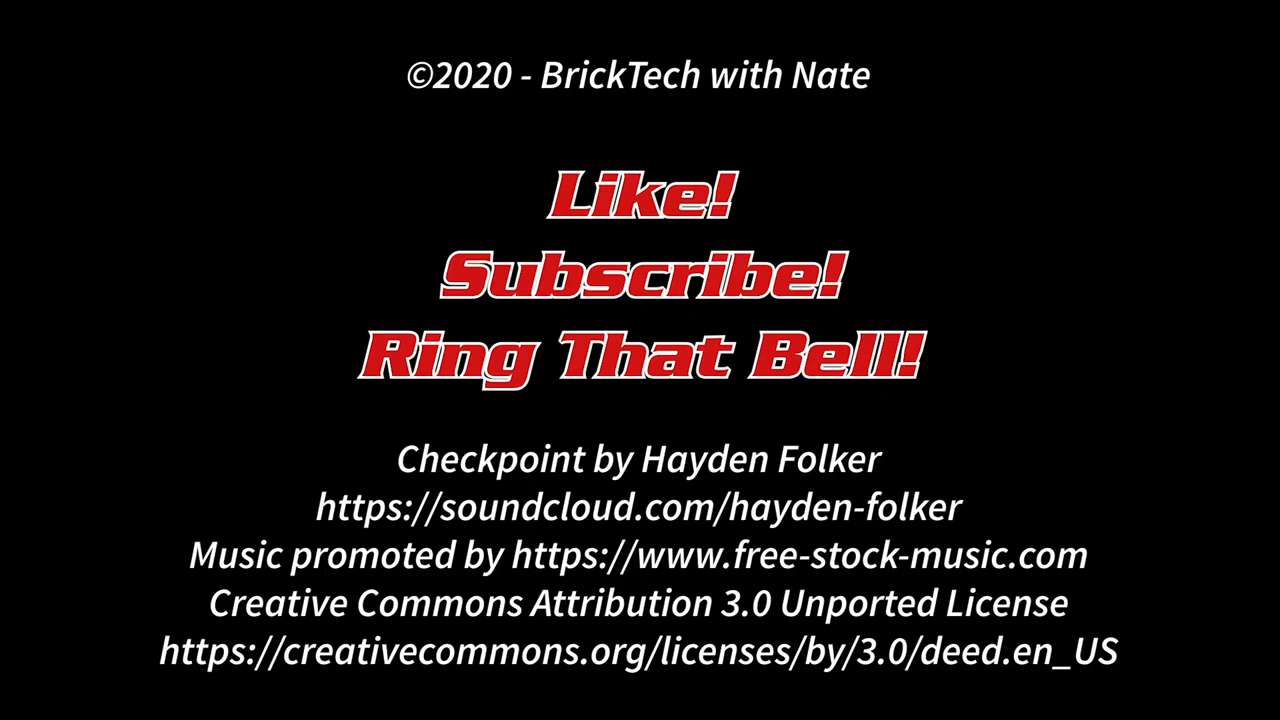 ©2020 - BrickTech with Nate
Like!
Subscribe!
Ring That Bell!
Checkpoint by Hayden Folker
https://soundcloud.com/hayden-folker
Music promoted by https://www.free-stock-music.com
Creative Commons Attribution 3.0 Unported License
https://creativecommons.org/licenses/by/3.0/deed.en_US